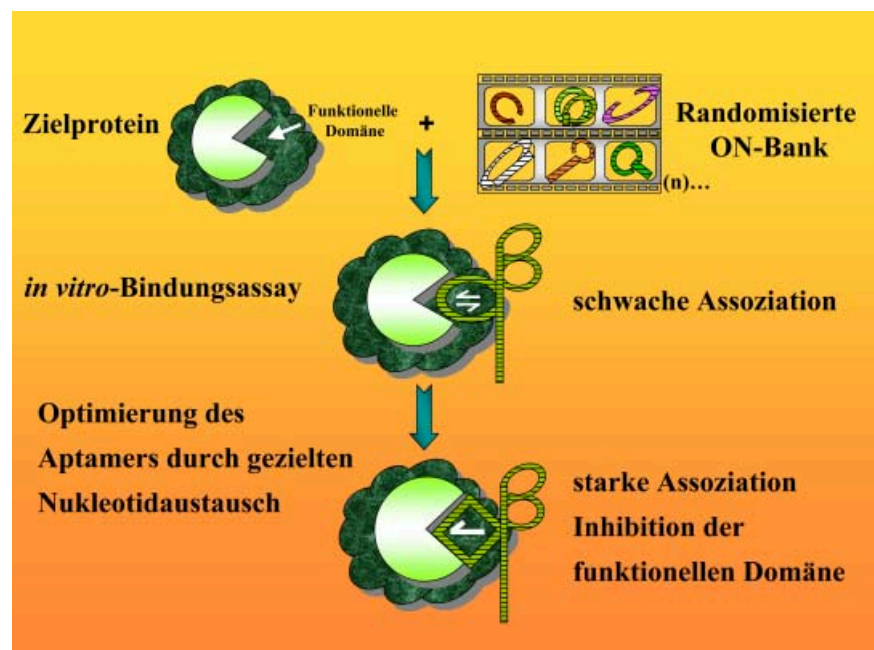 Zielprotein
Funktionelle
Domäne
+
Randomisierte
ON-Bank
(n)...
in vitro-Bindungsassay
schwache Assoziation
Optimierung des
Aptamers durch gezielten
Nukleotidaustausch
starke Assoziation
Inhibition der
funktionellen Domäne